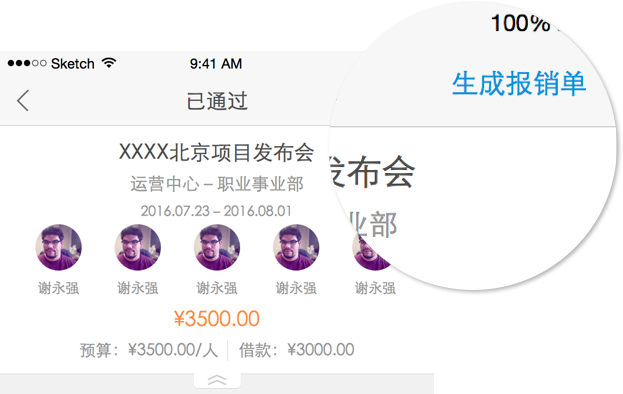 Sketch 9:41 AM 100%
已通过 生成报销单
XXXX北京项目发布会
运营中心 – 职业事业部
2016.07.23 – 2016.08.01
发布会
业部
谢永强 谢永强 谢永强 谢永强 谢永强
¥3500.00
预算：¥3500.00/人 借款：¥3000.00